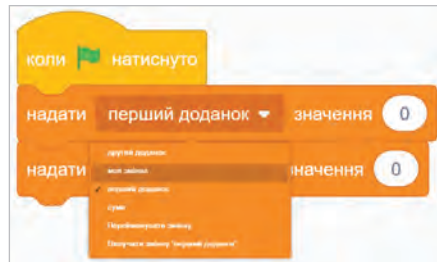 коли натиснуто
надати перший доданок значення 0
надати значення 0
другий доданок
моя змінна
✓ перший доданок
сума
Перейменувати змінну
Вилучити змінну "перший доданок"